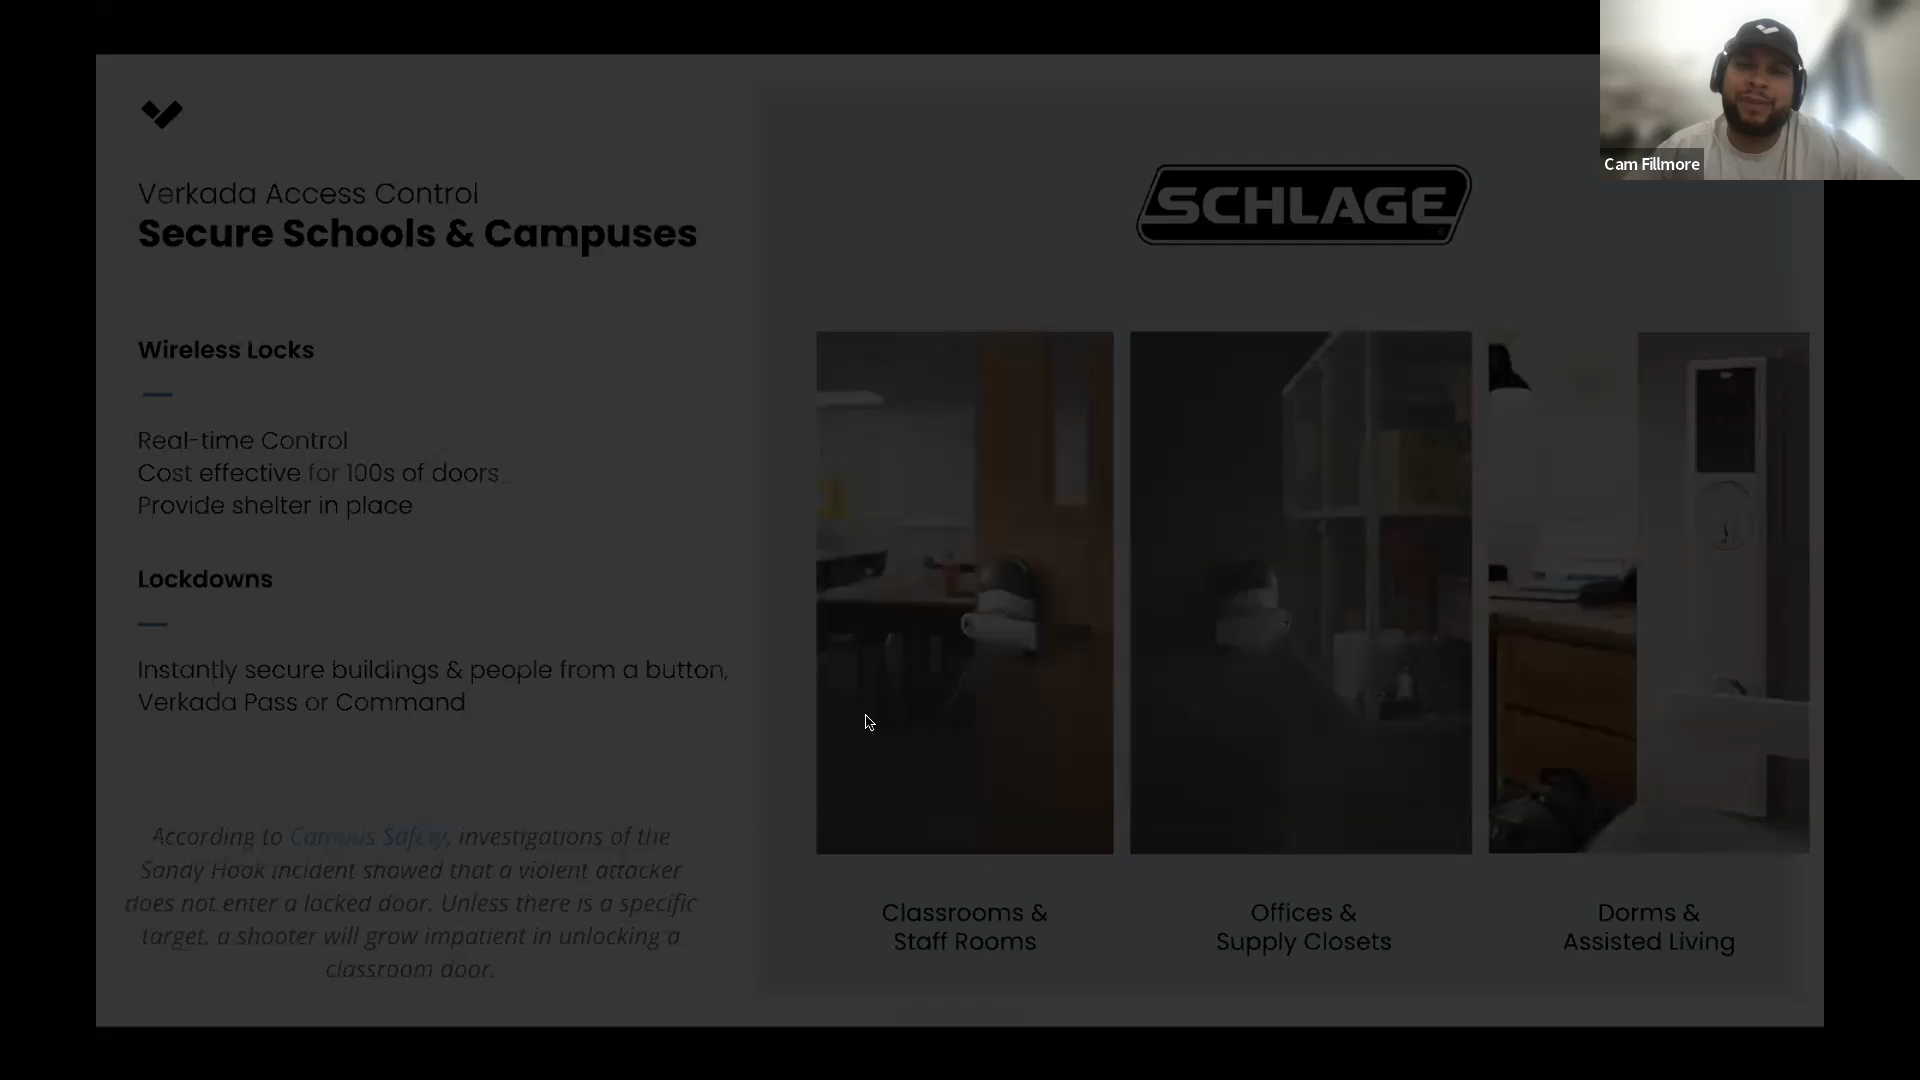 Cam Fillmore
Verkada Access Control
Secure Schools & Campuses
SCHLAGE
Wireless Locks
Real-time Control
Cost effective for 100s of doors
Provide shelter in place
Lockdowns
Instantly secure buildings & people from a button,
Verkada Pass or Command
According to Campus Safety, investigations of the
Sandy Hook incident showed that a violent attacker
does not enter a locked door. Unless there is a specific
target, a shooter will grow impatient in unlocking a
classroom door.
Classrooms &
Staff Rooms
Offices &
Supply Closets
Dorms &
Assisted Living